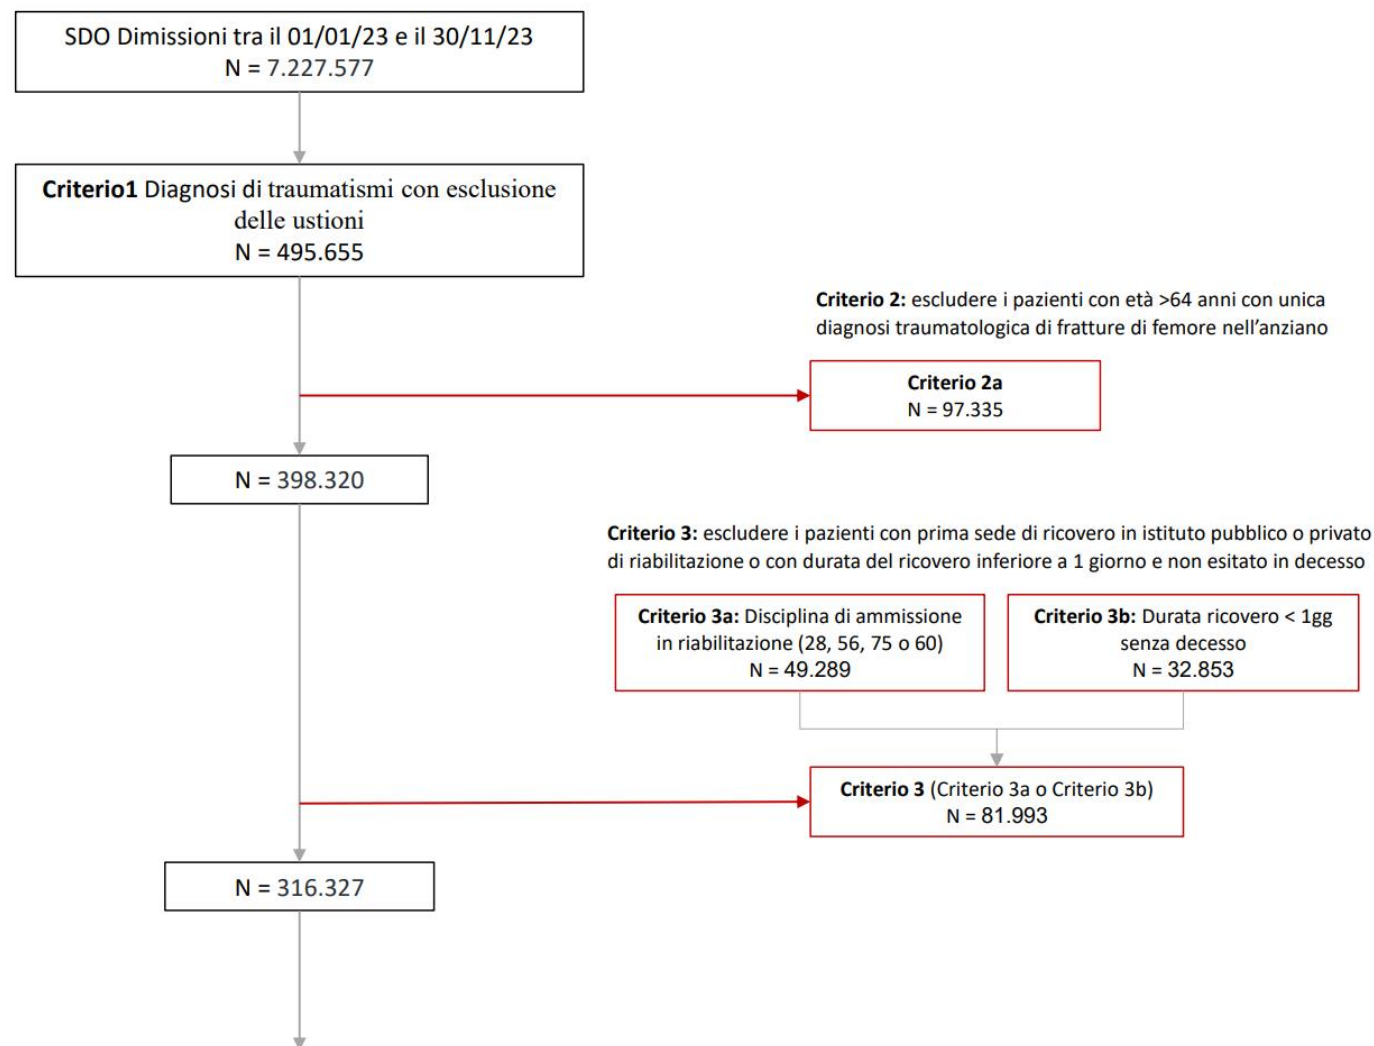 SDO Dimissioni tra il 01/01/23 e il 30/11/23
N = 7.227.577
Criterio1 Diagnosi di traumatismi con esclusione
delle ustioni
N = 495.655
Criterio 2: escludere i pazienti con età >64 anni con unica
diagnosi traumatologica di fratture di femore nell’anziano
Criterio 2a
N = 97.335
N = 398.320
Criterio 3: escludere i pazienti con prima sede di ricovero in istituto pubblico o privato
di riabilitazione o con durata del ricovero inferiore a 1 giorno e non esitato in decesso
Criterio 3a: Disciplina di ammissione
in riabilitazione (28, 56, 75 o 60)
N = 49.289
Criterio 3b: Durata ricovero < 1gg
senza decesso
N = 32.853
Criterio 3 (Criterio 3a o Criterio 3b)
N = 81.993
N = 316.327